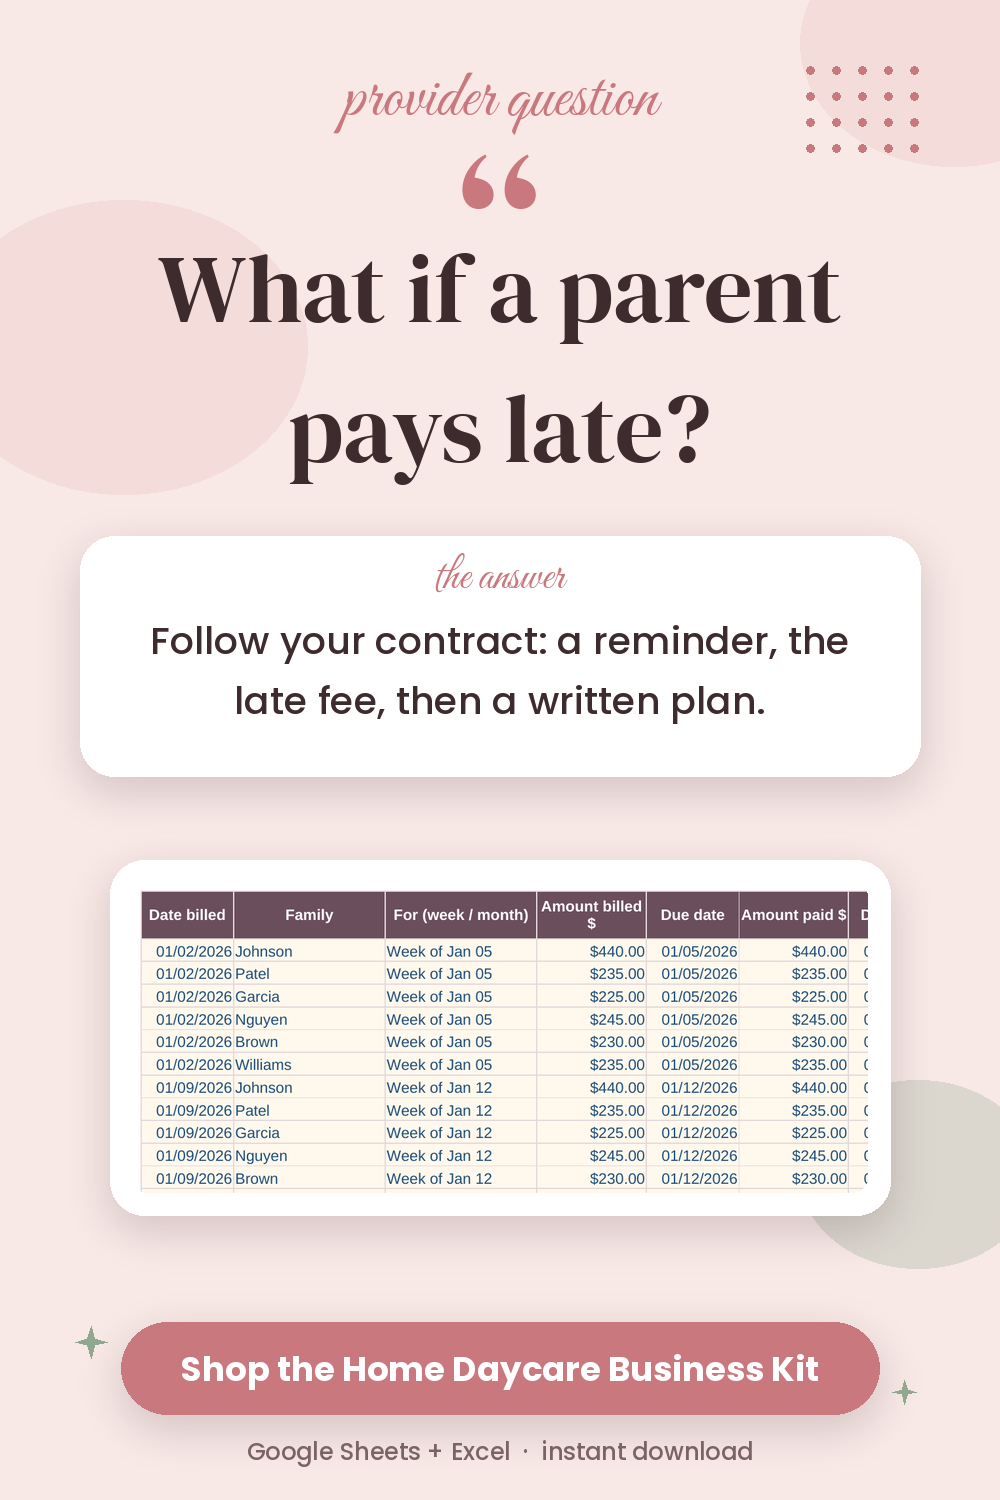 provider question
“
What if a parent
pays late?
the answer
Follow your contract: a reminder, the
late fee, then a written plan.
Date billed Family For (week / month) Amount billed $ Due date Amount paid $
01/02/2026 Johnson Week of Jan 05 $440.00 01/05/2026 $440.00
01/02/2026 Patel Week of Jan 05 $235.00 01/05/2026 $235.00
01/02/2026 Garcia Week of Jan 05 $225.00 01/05/2026 $225.00
01/02/2026 Nguyen Week of Jan 05 $245.00 01/05/2026 $245.00
01/02/2026 Brown Week of Jan 05 $230.00 01/05/2026 $230.00
01/02/2026 Williams Week of Jan 05 $235.00 01/05/2026 $235.00
01/09/2026 Johnson Week of Jan 12 $440.00 01/12/2026 $440.00
01/09/2026 Patel Week of Jan 12 $235.00 01/12/2026 $235.00
01/09/2026 Garcia Week of Jan 12 $225.00 01/12/2026 $225.00
01/09/2026 Nguyen Week of Jan 12 $245.00 01/12/2026 $245.00
01/09/2026 Brown Week of Jan 12 $230.00 01/12/2026 $230.00
Shop the Home Daycare Business Kit
Google Sheets + Excel · instant download